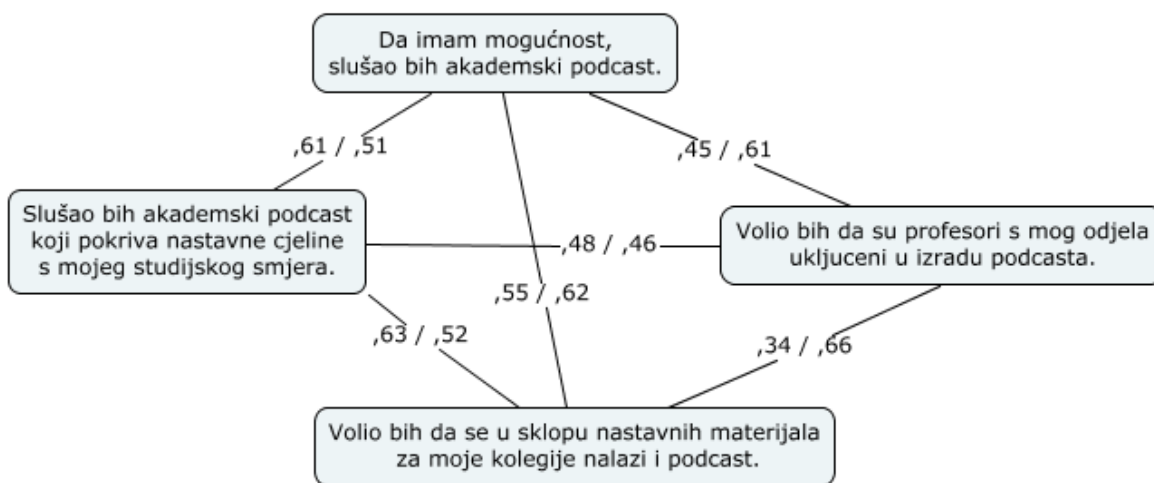 Da imam mogućnost,
slušao bih akademski podcast.
,61 / ,51
,45 / ,61
Slušao bih akademski podcast
koji pokriva nastavne cjeline
s mojeg studijskog smjera.
,48 / ,46
Volio bih da su profesori s mog odjela
ukljuceni u izradu podcasta.
,55 / ,62
,63 / ,52
,34 / ,66
Volio bih da se u sklopu nastavnih materijala
za moje kolegije nalazi i podcast.